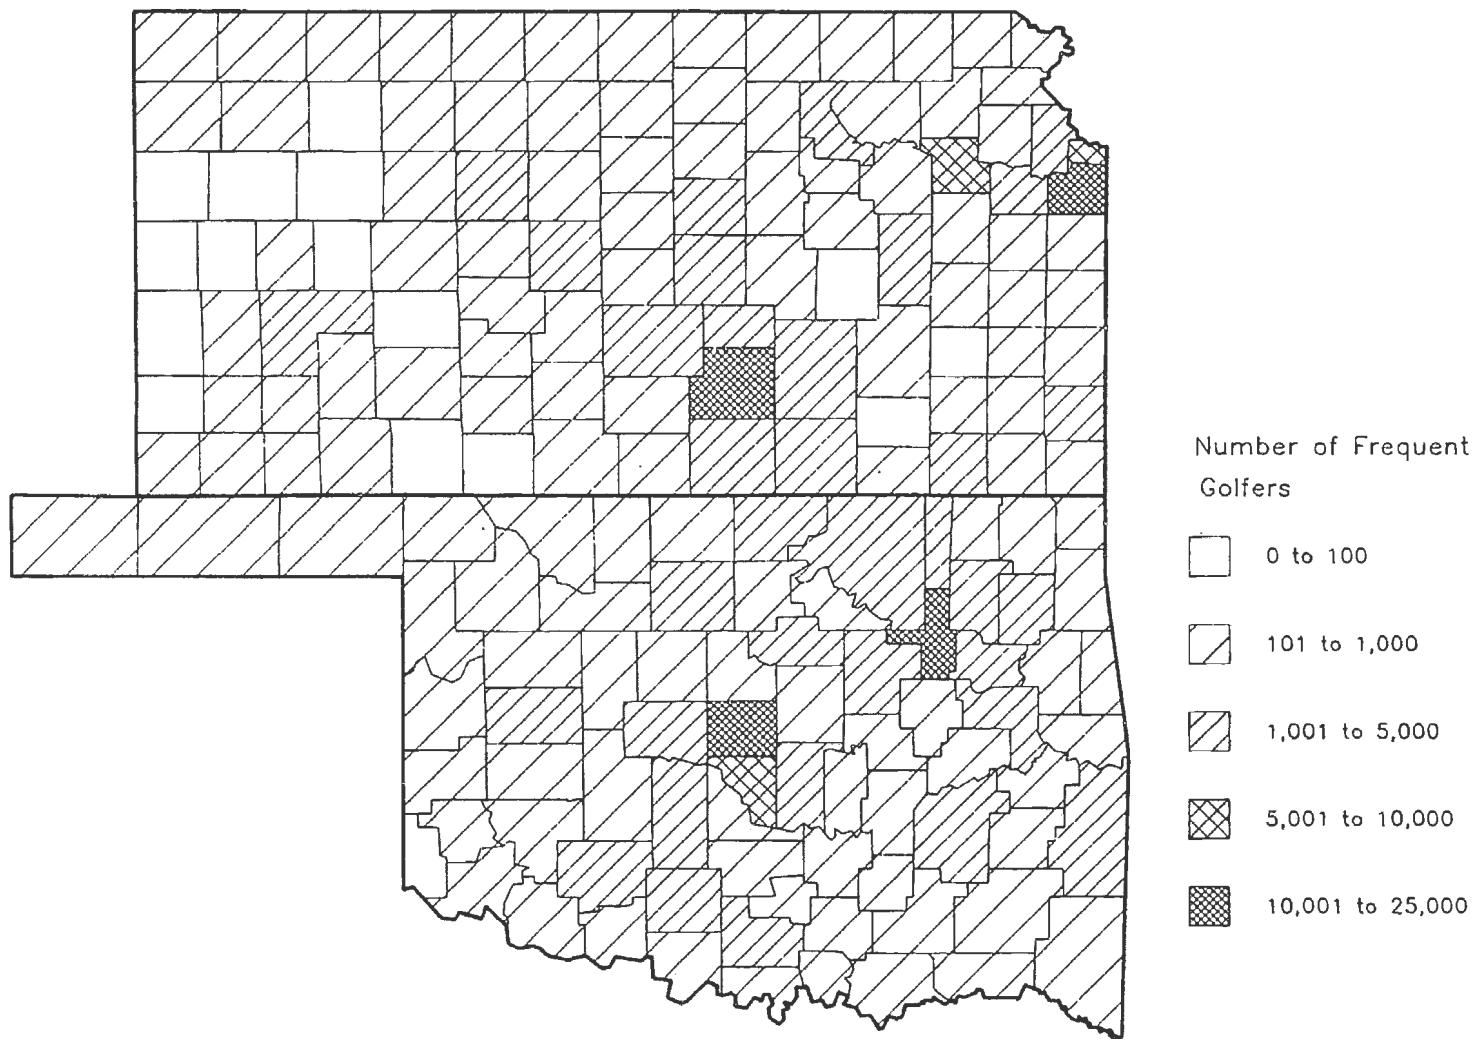 Number of Frequent
Golfers
0 to 100
101 to 1,000
1,001 to 5,000
5,001 to 10,000
10,001 to 25,000